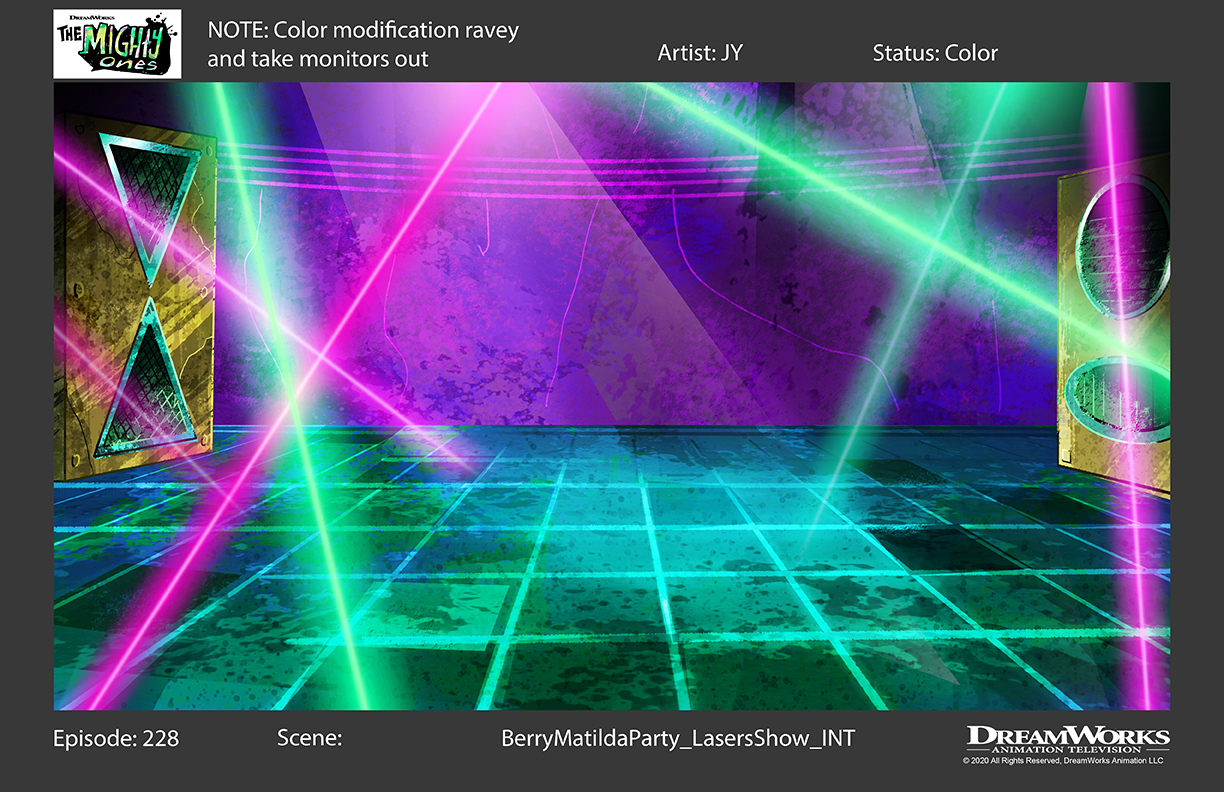 DREAMWORKS
THE
MIGHTY
ONES
NOTE: Color modification ravey
and take monitors out
Artist: JY
Status: Color
Episode: 228
Scene:
BerryMatildaParty_LasersShow_INT
DREAMWORKS
ANIMATION TELEVISION
© 2020 All Rights Reserved, DreamWorks Animation LLC